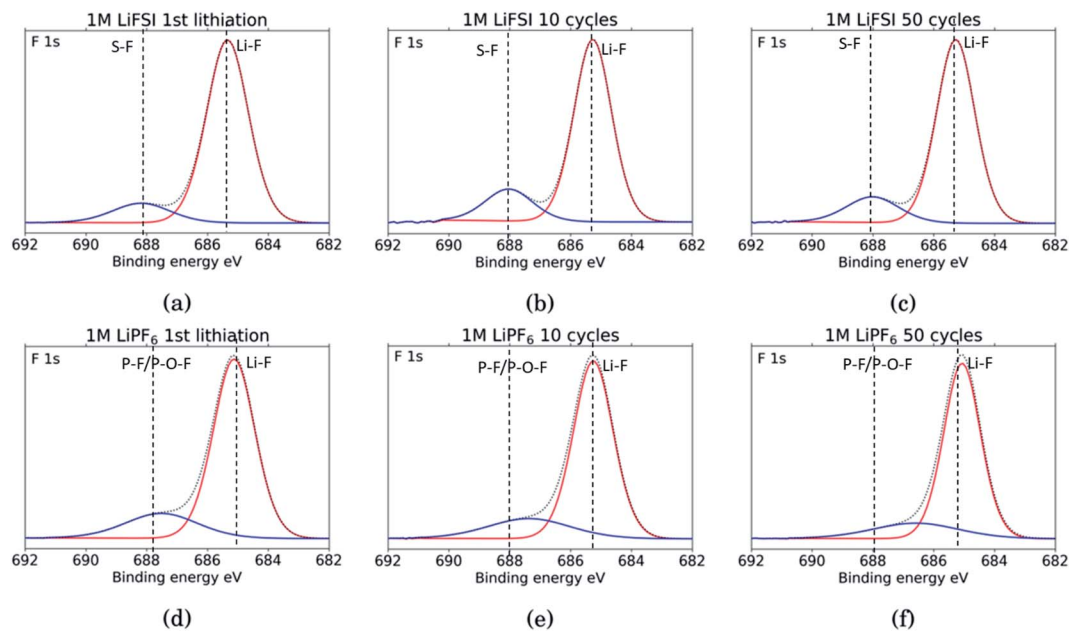 1M LiFSI 1st lithiation
F 1s
S-F
Li-F
692 690 688 686 684 682
Binding energy eV
(a)
1M LiFSI 10 cycles
F 1s
S-F
Li-F
692 690 688 686 684 682
Binding energy eV
(b)
1M LiFSI 50 cycles
F 1s
S-F
Li-F
692 690 688 686 684 682
Binding energy eV
(c)
1M LiPF₆ 1st lithiation
F 1s
P-F/P-O-F
Li-F
692 690 688 686 684 682
Binding energy eV
(d)
1M LiPF₆ 10 cycles
F 1s
P-F/P-O-F
Li-F
692 690 688 686 684 682
Binding energy eV
(e)
1M LiPF₆ 50 cycles
F 1s
P-F/P-O-F
Li-F
692 690 688 686 684 682
Binding energy eV
(f)